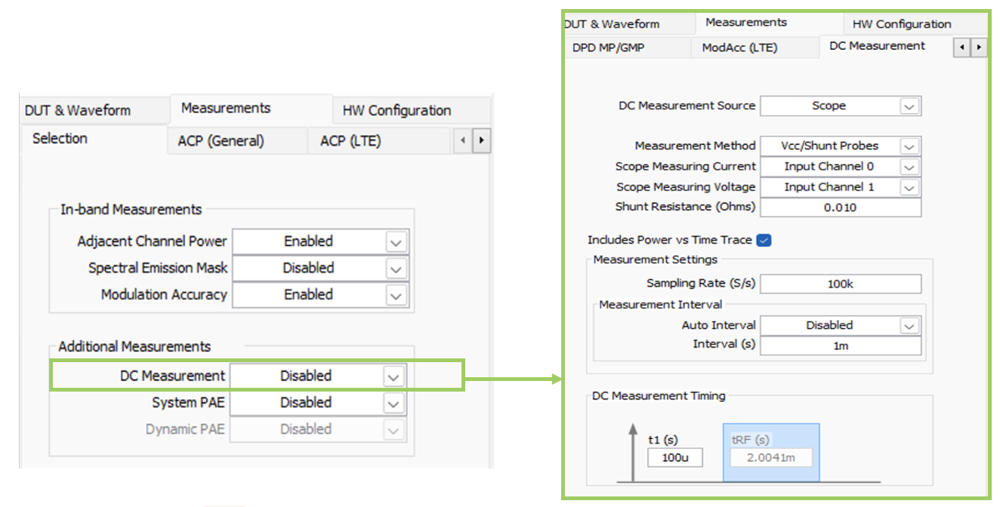 DUT & Waveform Measurements HW Configuration
Selection ACP (General) ACP (LTE)
In-band Measurements
Adjacent Channel Power Enabled
Spectral Emission Mask Disabled
Modulation Accuracy Enabled
Additional Measurements
DC Measurement Disabled
System PAE Disabled
Dynamic PAE Disabled
DUT & Waveform Measurements HW Configuration
DPD MP/GMP ModAcc (LTE) DC Measurement
DC Measurement Source Scope
Measurement Method Vcc/Shunt Probes
Scope Measuring Current Input Channel 0
Scope Measuring Voltage Input Channel 1
Shunt Resistance (Ohms) 0.010
Includes Power vs Time Trace
Measurement Settings
Sampling Rate (S/s) 100k
Measurement Interval
Auto Interval Disabled
Interval (s) 1m
DC Measurement Timing
t1 (s) tRF (s)
100u 2.0041m